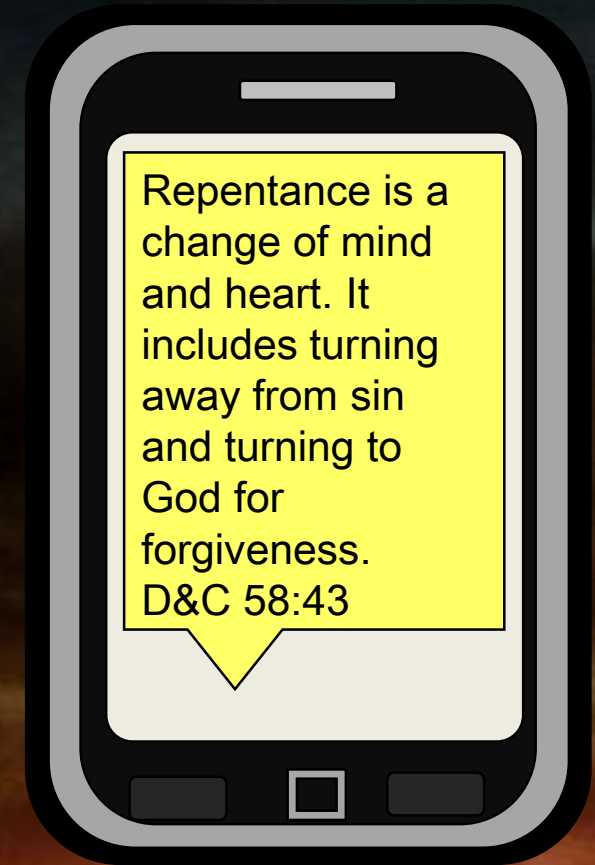 Repentance is a
change of mind
and heart. It
includes turning
away from sin
and turning to
God for
forgiveness.
D&C 58:43